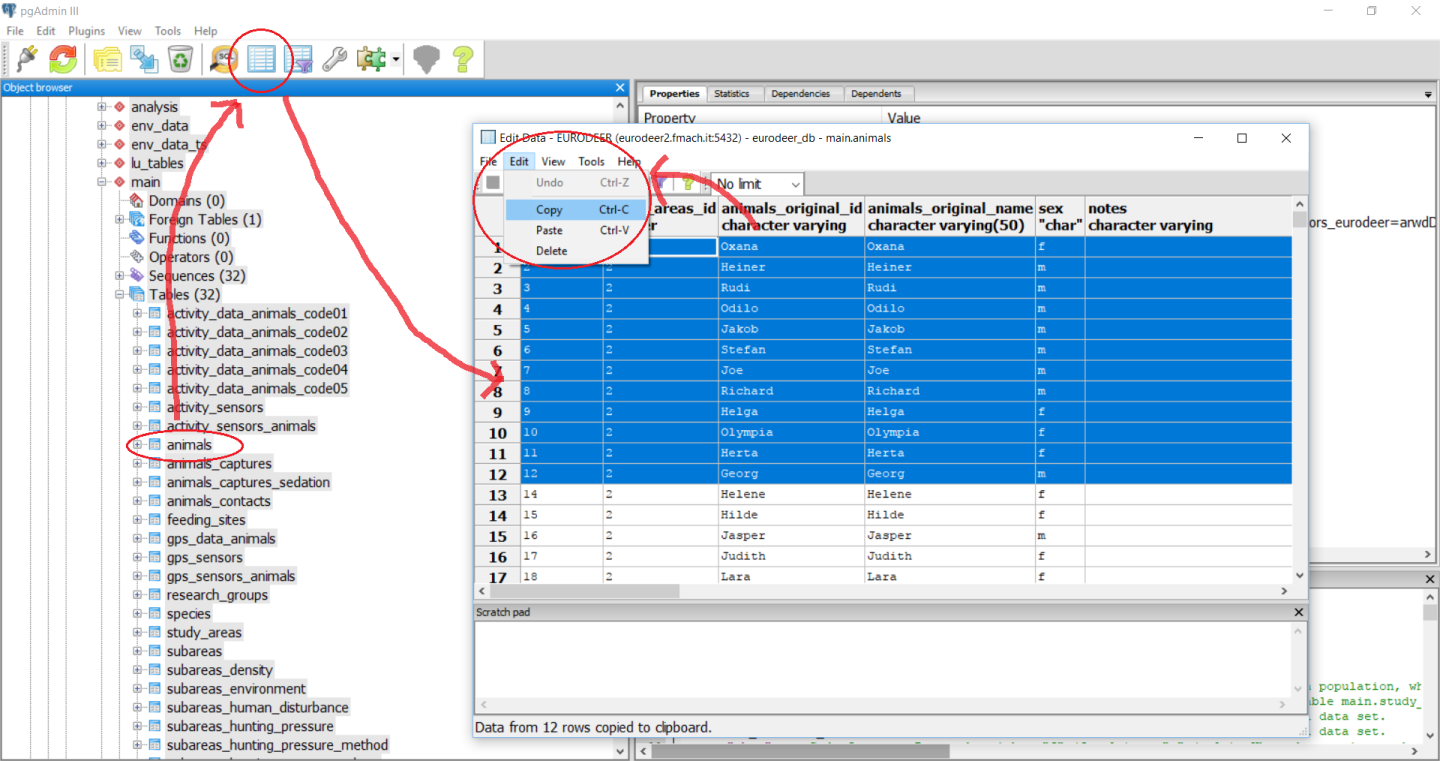 pgAdmin III
File Edit Plugins View Tools Help
SQL
Object browser
analysis
env_data
env_data_ts
lu_tables
main
Domains (0)
Foreign Tables (1)
Functions (0)
Operators (0)
Sequences (32)
Tables (32)
activity_data_animals_code01
activity_data_animals_code02
activity_data_animals_code03
activity_data_animals_code04
activity_data_animals_code05
activity_sensors
activity_sensors_animals
animals
animals_captures
animals_captures_sedation
animals_contacts
feeding_sites
gps_data_animals
gps_sensors
gps_sensors_animals
research_groups
species
study_areas
subareas
subareas_density
subareas_environment
subareas_human_disturbance
subareas_hunting_pressure
subareas_hunting_pressure_method
Properties Statistics Dependencies Dependents
Property Value
ors_eurodeer=arwdD
Edit Data - EURODEER (eurodeer2.fmach.it:5432) - eurodeer_db - main.animals
File Edit View Tools Help
No limit
Undo Ctrl-Z
Copy Ctrl-C
Paste Ctrl-V
Delete
_areas_id animals_original_id animals_original_name sex notes
er character varying character varying(50) "char" character varying
1 Oxana Oxana f
2 2 2 Heiner Heiner m
3 3 2 Rudi Rudi m
4 4 2 Odilo Odilo m
5 5 2 Jakob Jakob m
6 6 2 Stefan Stefan m
7 7 2 Joe Joe m
8 8 2 Richard Richard m
9 9 2 Helga Helga f
10 10 2 Olympia Olympia f
11 11 2 Herta Herta f
12 12 2 Georg Georg m
13 14 2 Helene Helene f
14 15 2 Hilde Hilde f
15 16 2 Jasper Jasper m
16 17 2 Judith Judith f
17 18 2 Lara Lara f
Scratch pad
Data from 12 rows copied to clipboard.
population, wh
ble main.study_
data set.
data set.